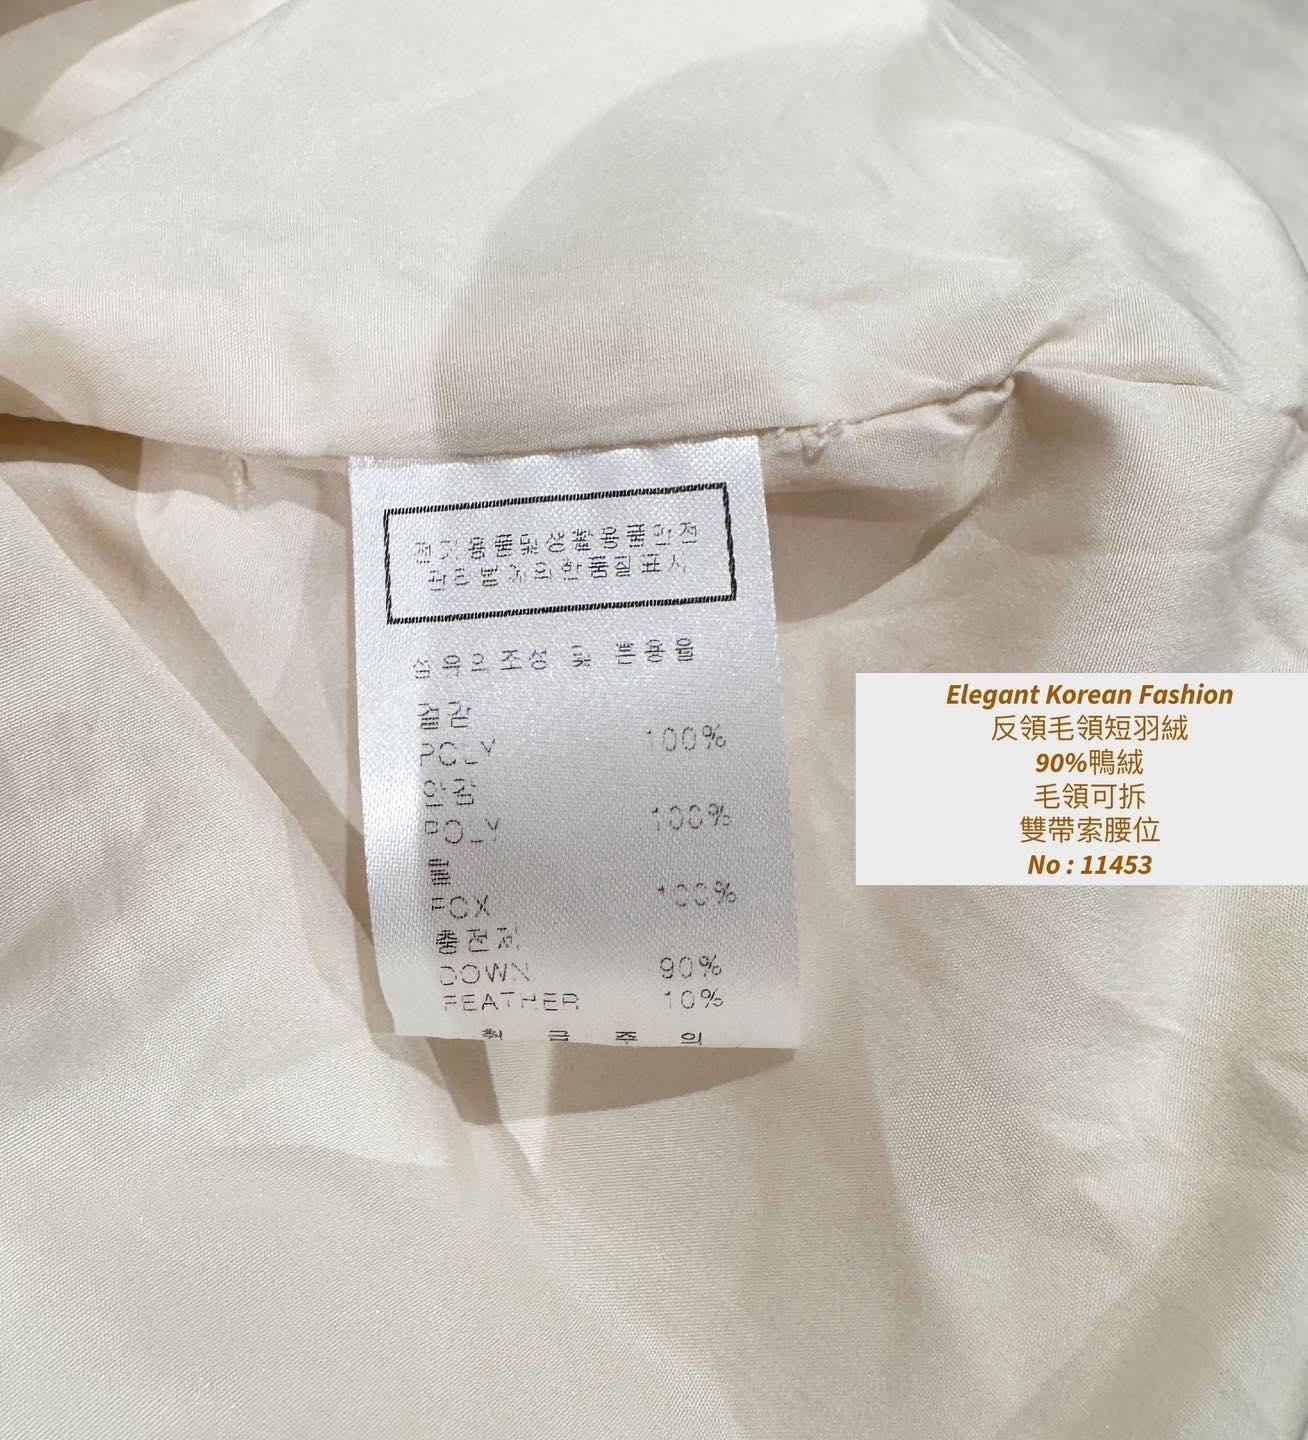 전기용품및생활용품안전
관리법에의한품질표시
섬유의조성 및 혼용율
겉감
POLY 100%
안감
POLY 100%
털
FOX 100%
충전재
DOWN 90%
FEATHER 10%
취 급 주 의
Elegant Korean Fashion
反領毛領短羽絨
90%鴨絨
毛領可拆
雙帶索腰位
No : 11453